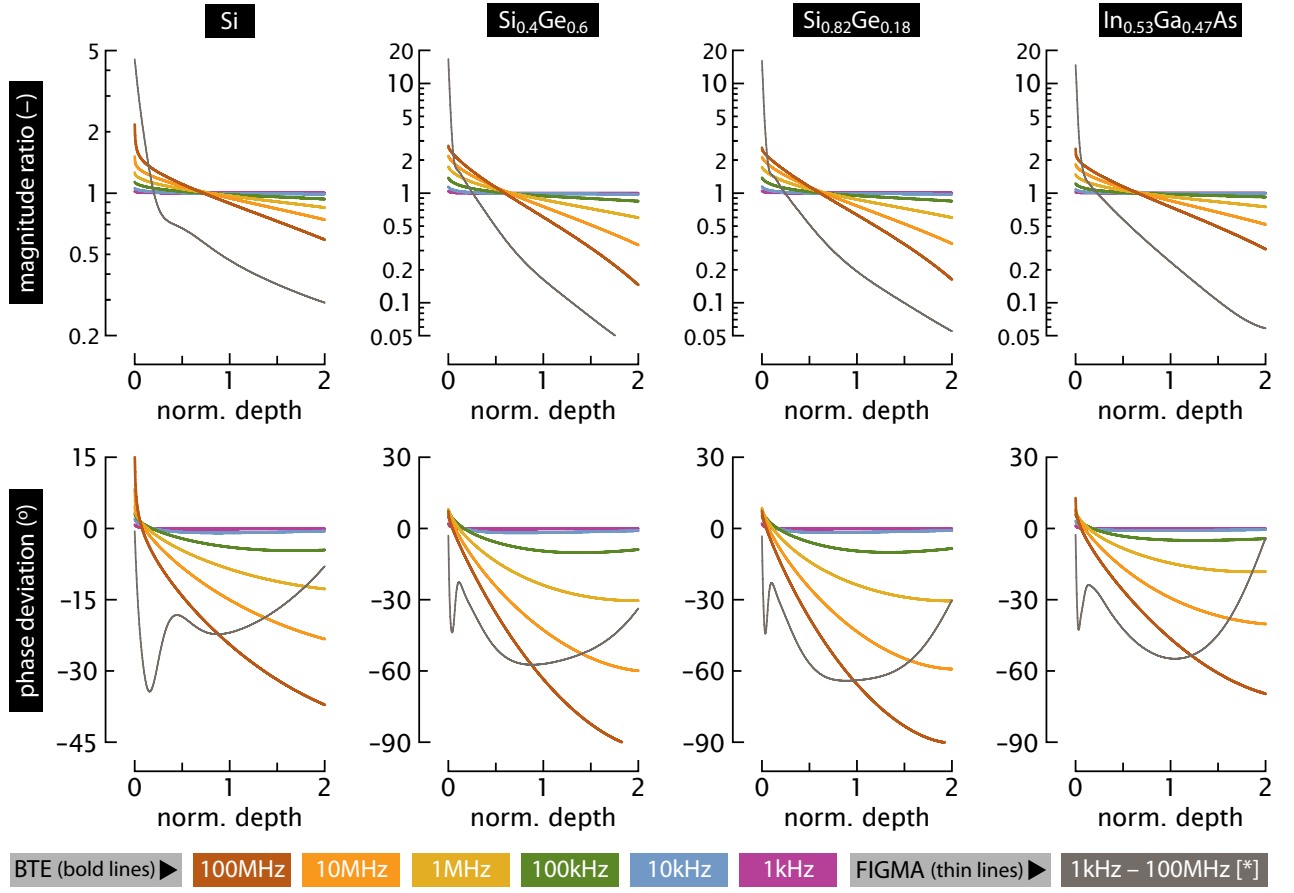 Si
Si0.4Ge0.6
Si0.82Ge0.18
In0.53Ga0.47As
magnitude ratio (–)
5
2
1
0.5
0.2
0 1 2
norm. depth
20
10
5
2
1
0.5
0.2
0.1
0.05
0 1 2
norm. depth
20
10
5
2
1
0.5
0.2
0.1
0.05
0 1 2
norm. depth
20
10
5
2
1
0.5
0.2
0.1
0.05
0 1 2
norm. depth
phase deviation (º)
15
0
–15
–30
–45
0 1 2
norm. depth
30
0
–30
–60
–90
0 1 2
norm. depth
30
0
–30
–60
–90
0 1 2
norm. depth
30
0
–30
–60
–90
0 1 2
norm. depth
BTE (bold lines) ▶ 100MHz 10MHz 1MHz 100kHz 10kHz 1kHz FIGMA (thin lines) ▶ 1kHz – 100MHz [*]